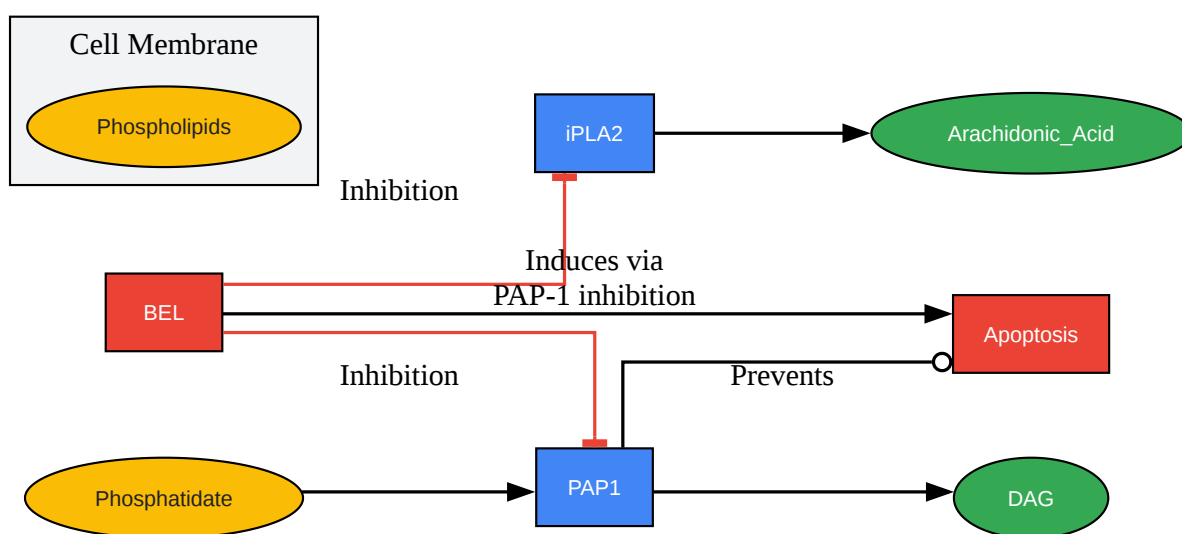 Cell Membrane
Phospholipids
iPLA2
Arachidonic_Acid
Inhibition
Induces via
PAP-1 inhibition
BEL
Apoptosis
Inhibition
Prevents
Phosphatidate
PAP1
DAG